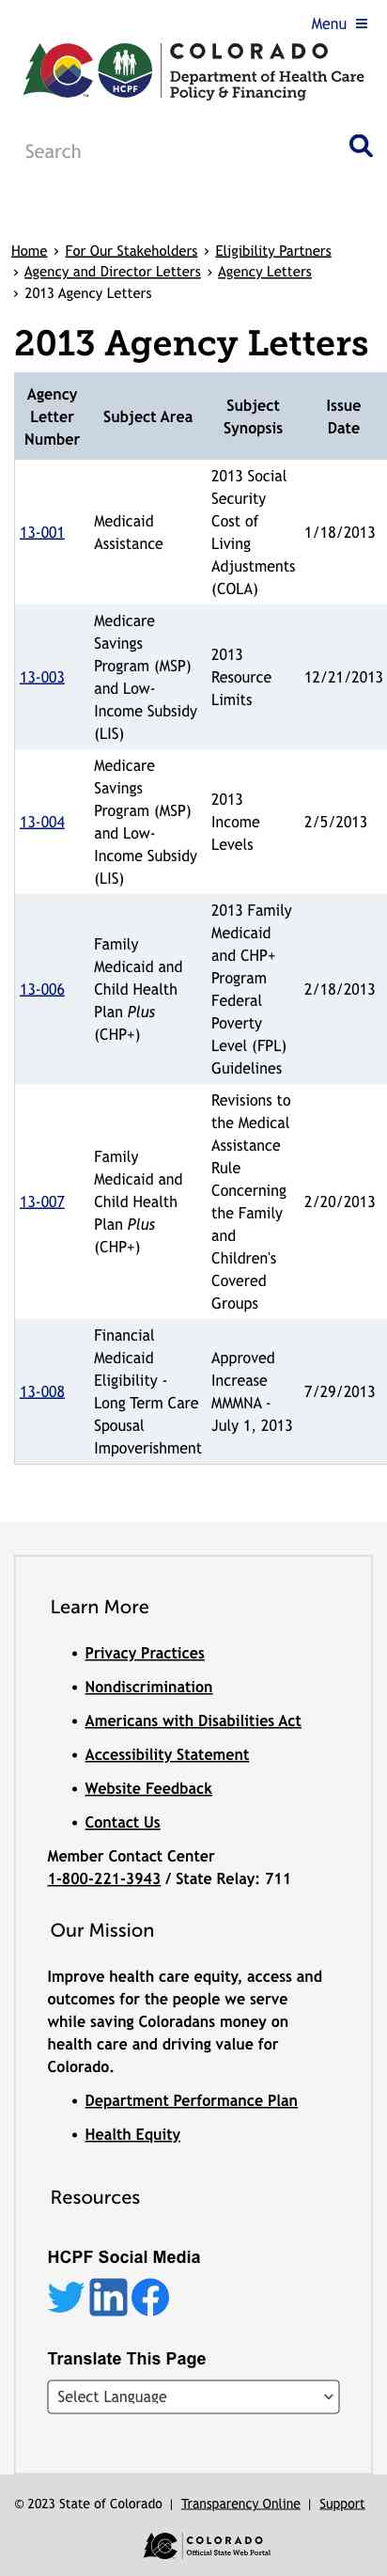 Menu
COLORADO
Department of Health Care
Policy & Financing
HCPF
Search
Home › For Our Stakeholders › Eligibility Partners
› Agency and Director Letters › Agency Letters
› 2013 Agency Letters
2013 Agency Letters
Agency
Letter
Number
Subject Area
Subject
Synopsis
Issue
Date
13-001
Medicaid
Assistance
2013 Social
Security
Cost of
Living
Adjustments
(COLA)
1/18/2013
13-003
Medicare
Savings
Program (MSP)
and Low-
Income Subsidy
(LIS)
2013
Resource
Limits
12/21/2013
13-004
Medicare
Savings
Program (MSP)
and Low-
Income Subsidy
(LIS)
2013
Income
Levels
2/5/2013
13-006
Family
Medicaid and
Child Health
Plan Plus
(CHP+)
2013 Family
Medicaid
and CHP+
Program
Federal
Poverty
Level (FPL)
Guidelines
2/18/2013
13-007
Family
Medicaid and
Child Health
Plan Plus
(CHP+)
Revisions to
the Medical
Assistance
Rule
Concerning
the Family
and
Children's
Covered
Groups
2/20/2013
13-008
Financial
Medicaid
Eligibility -
Long Term Care
Spousal
Impoverishment
Approved
Increase
MMMNA -
July 1, 2013
7/29/2013
Learn More
• Privacy Practices
• Nondiscrimination
• Americans with Disabilities Act
• Accessibility Statement
• Website Feedback
• Contact Us
Member Contact Center
1-800-221-3943 / State Relay: 711
Our Mission
Improve health care equity, access and
outcomes for the people we serve
while saving Coloradans money on
health care and driving value for
Colorado.
• Department Performance Plan
• Health Equity
Resources
HCPF Social Media
Translate This Page
Select Language
© 2023 State of Colorado | Transparency Online | Support
COLORADO
Official State Web Portal